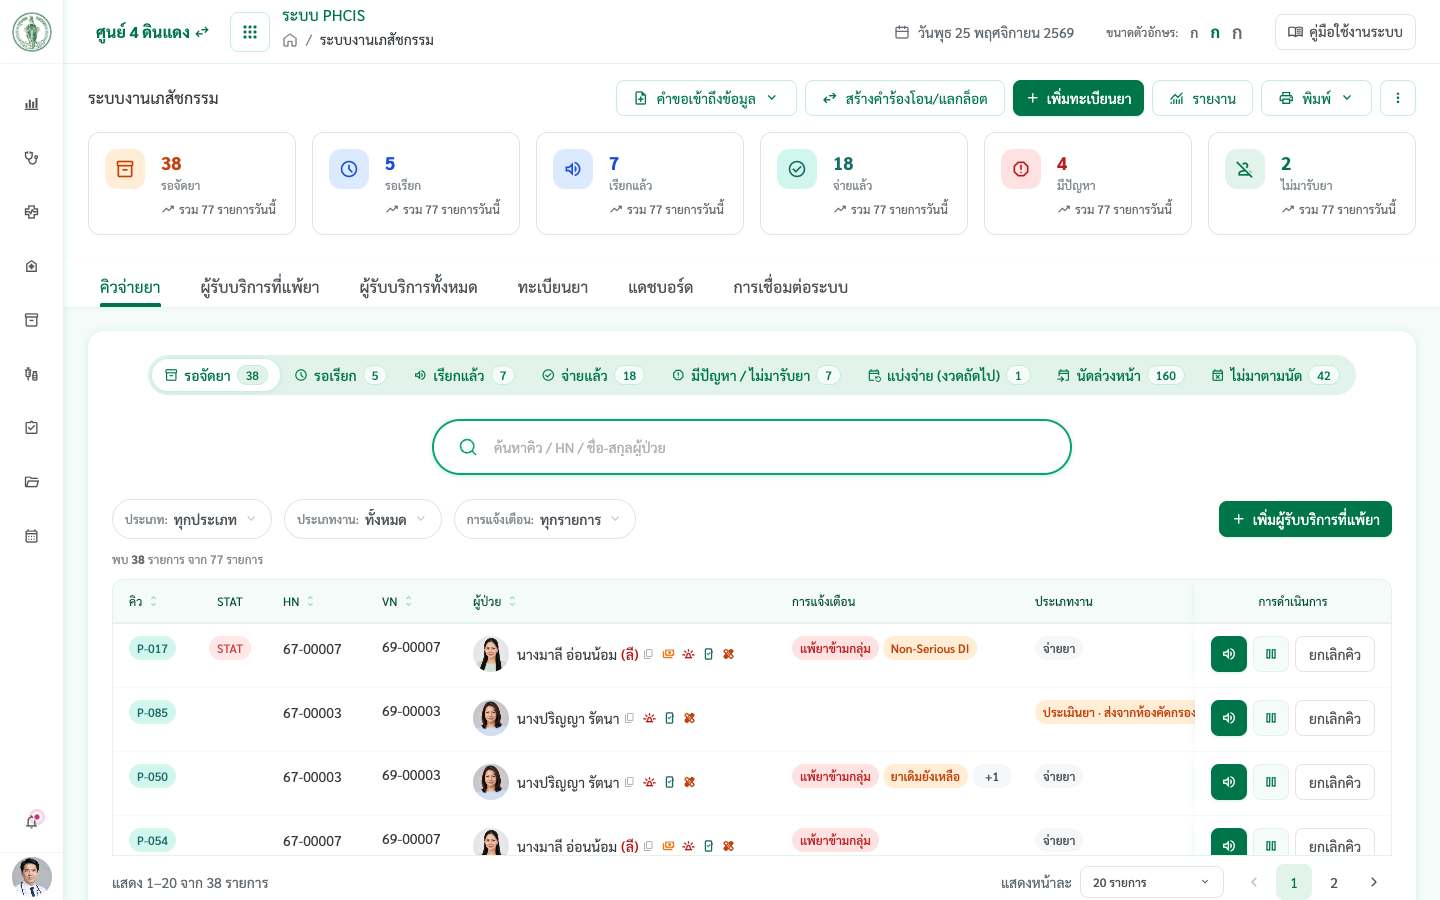 ศูนย์ 4 ดินแดง
ระบบ PHCIS
/ ระบบงานเภสัชกรรม
วันพุธ 25 พฤศจิกายน 2569
ขนาดตัวอักษร: ก ก ก
คู่มือใช้งานระบบ
ระบบงานเภสัชกรรม
คำขอเข้าถึงข้อมูล
สร้างคำร้องโอน/แลกล็อต
เพิ่มทะเบียนยา
รายงาน
พิมพ์
38
รอจัดยา
รวม 77 รายการวันนี้
5
รอเรียก
รวม 77 รายการวันนี้
7
เรียกแล้ว
รวม 77 รายการวันนี้
18
จ่ายแล้ว
รวม 77 รายการวันนี้
4
มีปัญหา
รวม 77 รายการวันนี้
2
ไม่มารับยา
รวม 77 รายการวันนี้
คิวจ่ายยา ผู้รับบริการที่แพ้ยา ผู้รับบริการทั้งหมด ทะเบียนยา แดชบอร์ด การเชื่อมต่อระบบ
รอจัดยา 38 รอเรียก 5 เรียกแล้ว 7 จ่ายแล้ว 18 มีปัญหา / ไม่มารับยา 7 แบ่งจ่าย (งวดถัดไป) 1 นัดล่วงหน้า 160 ไม่มาตามนัด 42
ค้นหาคิว / HN / ชื่อ-สกุลผู้ป่วย
ประเภท: ทุกประเภท ประเภทงาน: ทั้งหมด การแจ้งเตือน: ทุกรายการ
เพิ่มผู้รับบริการที่แพ้ยา
พบ 38 รายการ จาก 77 รายการ
คิว STAT HN VN ผู้ป่วย การแจ้งเตือน ประเภทงาน การดำเนินการ
P-017 STAT 67-00007 69-00007 นางมาลี อ่อนน้อม (ลี) แพ้ยาข้ามกลุ่ม Non-Serious DI จ่ายยา ยกเลิกคิว
P-085 67-00003 69-00003 นางปริญญา รัตนา ประเมินยา · ส่งจากห้องคัดกรอง ยกเลิกคิว
P-050 67-00003 69-00003 นางปริญญา รัตนา แพ้ยาข้ามกลุ่ม ยาเดิมยังเหลือ +1 จ่ายยา ยกเลิกคิว
P-054 67-00007 69-00007 นางมาลี อ่อนน้อม (ลี) แพ้ยาข้ามกลุ่ม จ่ายยา ยกเลิกคิว
แสดง 1–20 จาก 38 รายการ
แสดงหน้าละ 20 รายการ 1 2